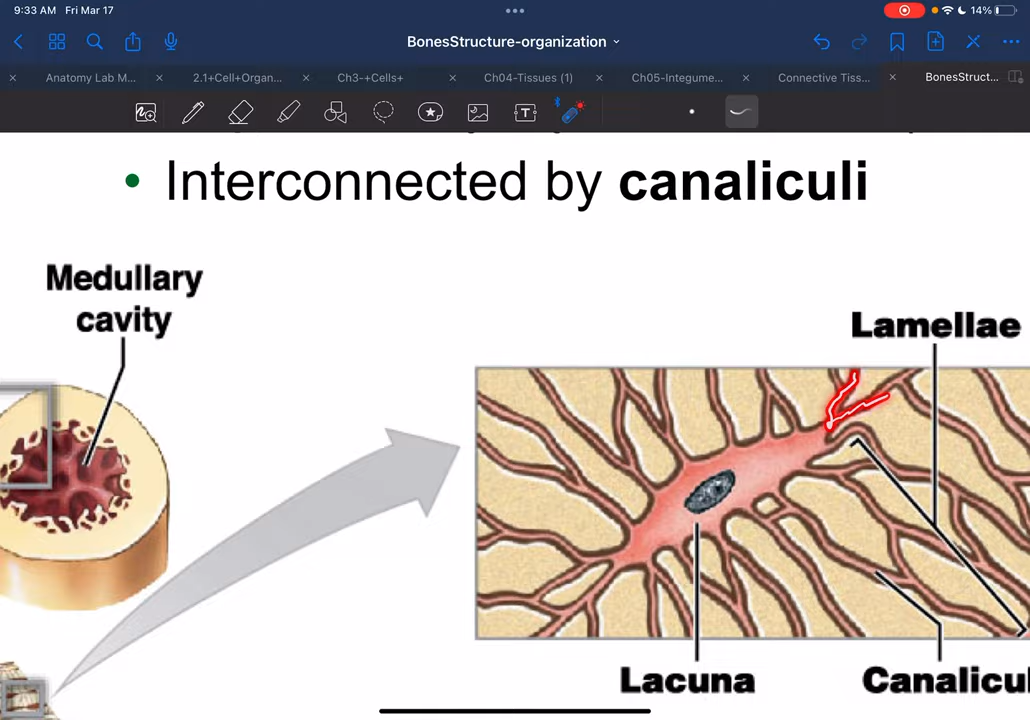 9:33 AM Fri Mar 17
14%
BonesStructure-organization
Anatomy Lab M...
2.1+Cell+Organ...
Ch3-+Cells+
Ch04-Tissues (1)
Ch05-Integume...
Connective Tiss...
BonesStruct...
T
• Interconnected by canaliculi
Medullary
cavity
Lamellae
Lacuna
Canalicul